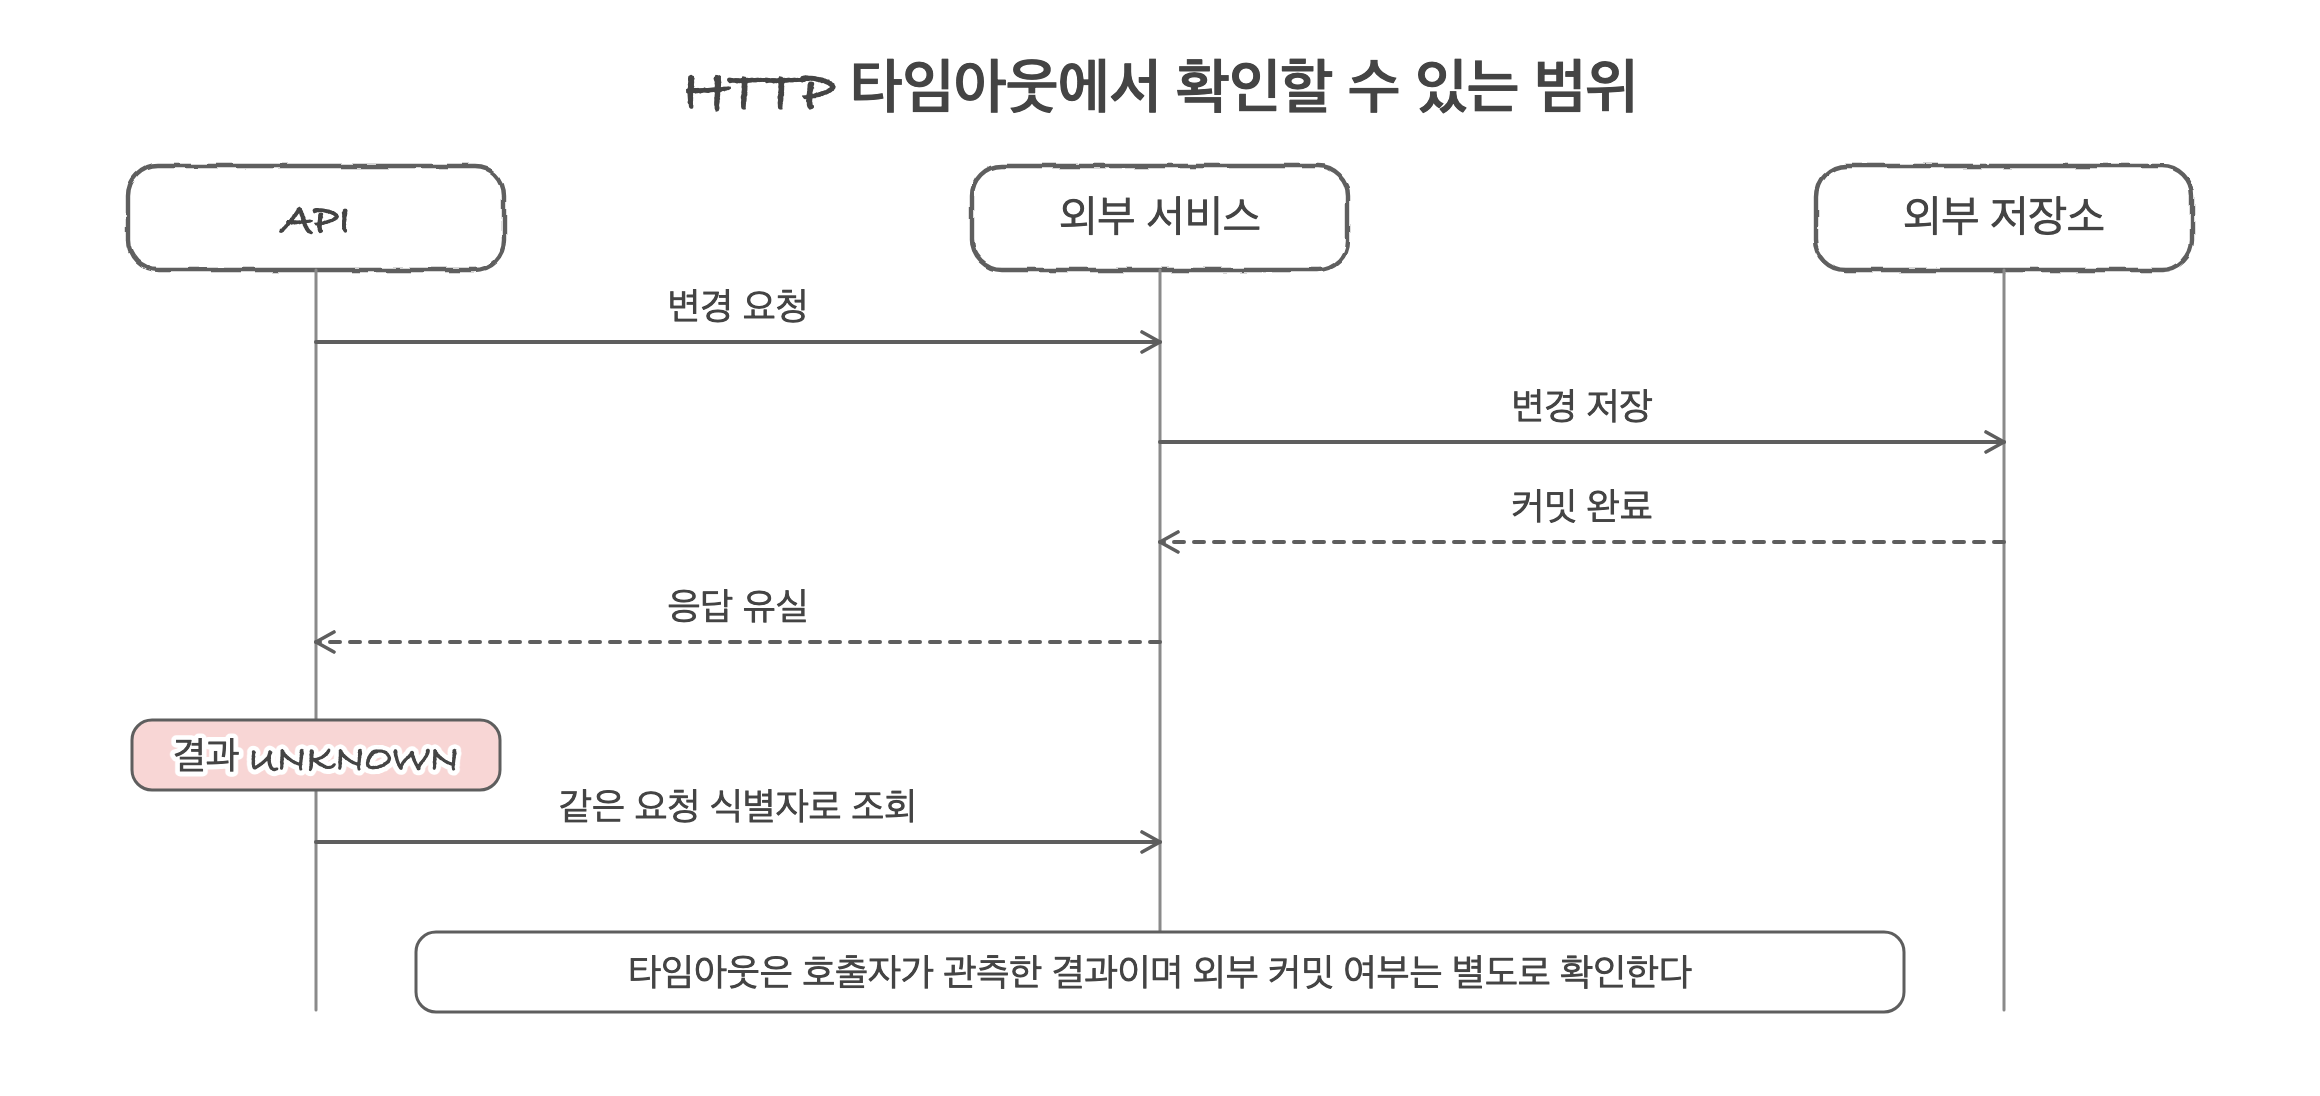 HTTP 타임아웃에서 확인할 수 있는 범위
API
외부 서비스
외부 저장소
변경 요청
변경 저장
커밋 완료
응답 유실
결과 UNKNOWN
같은 요청 식별자로 조회
타임아웃은 호출자가 관측한 결과이며 외부 커밋 여부는 별도로 확인한다